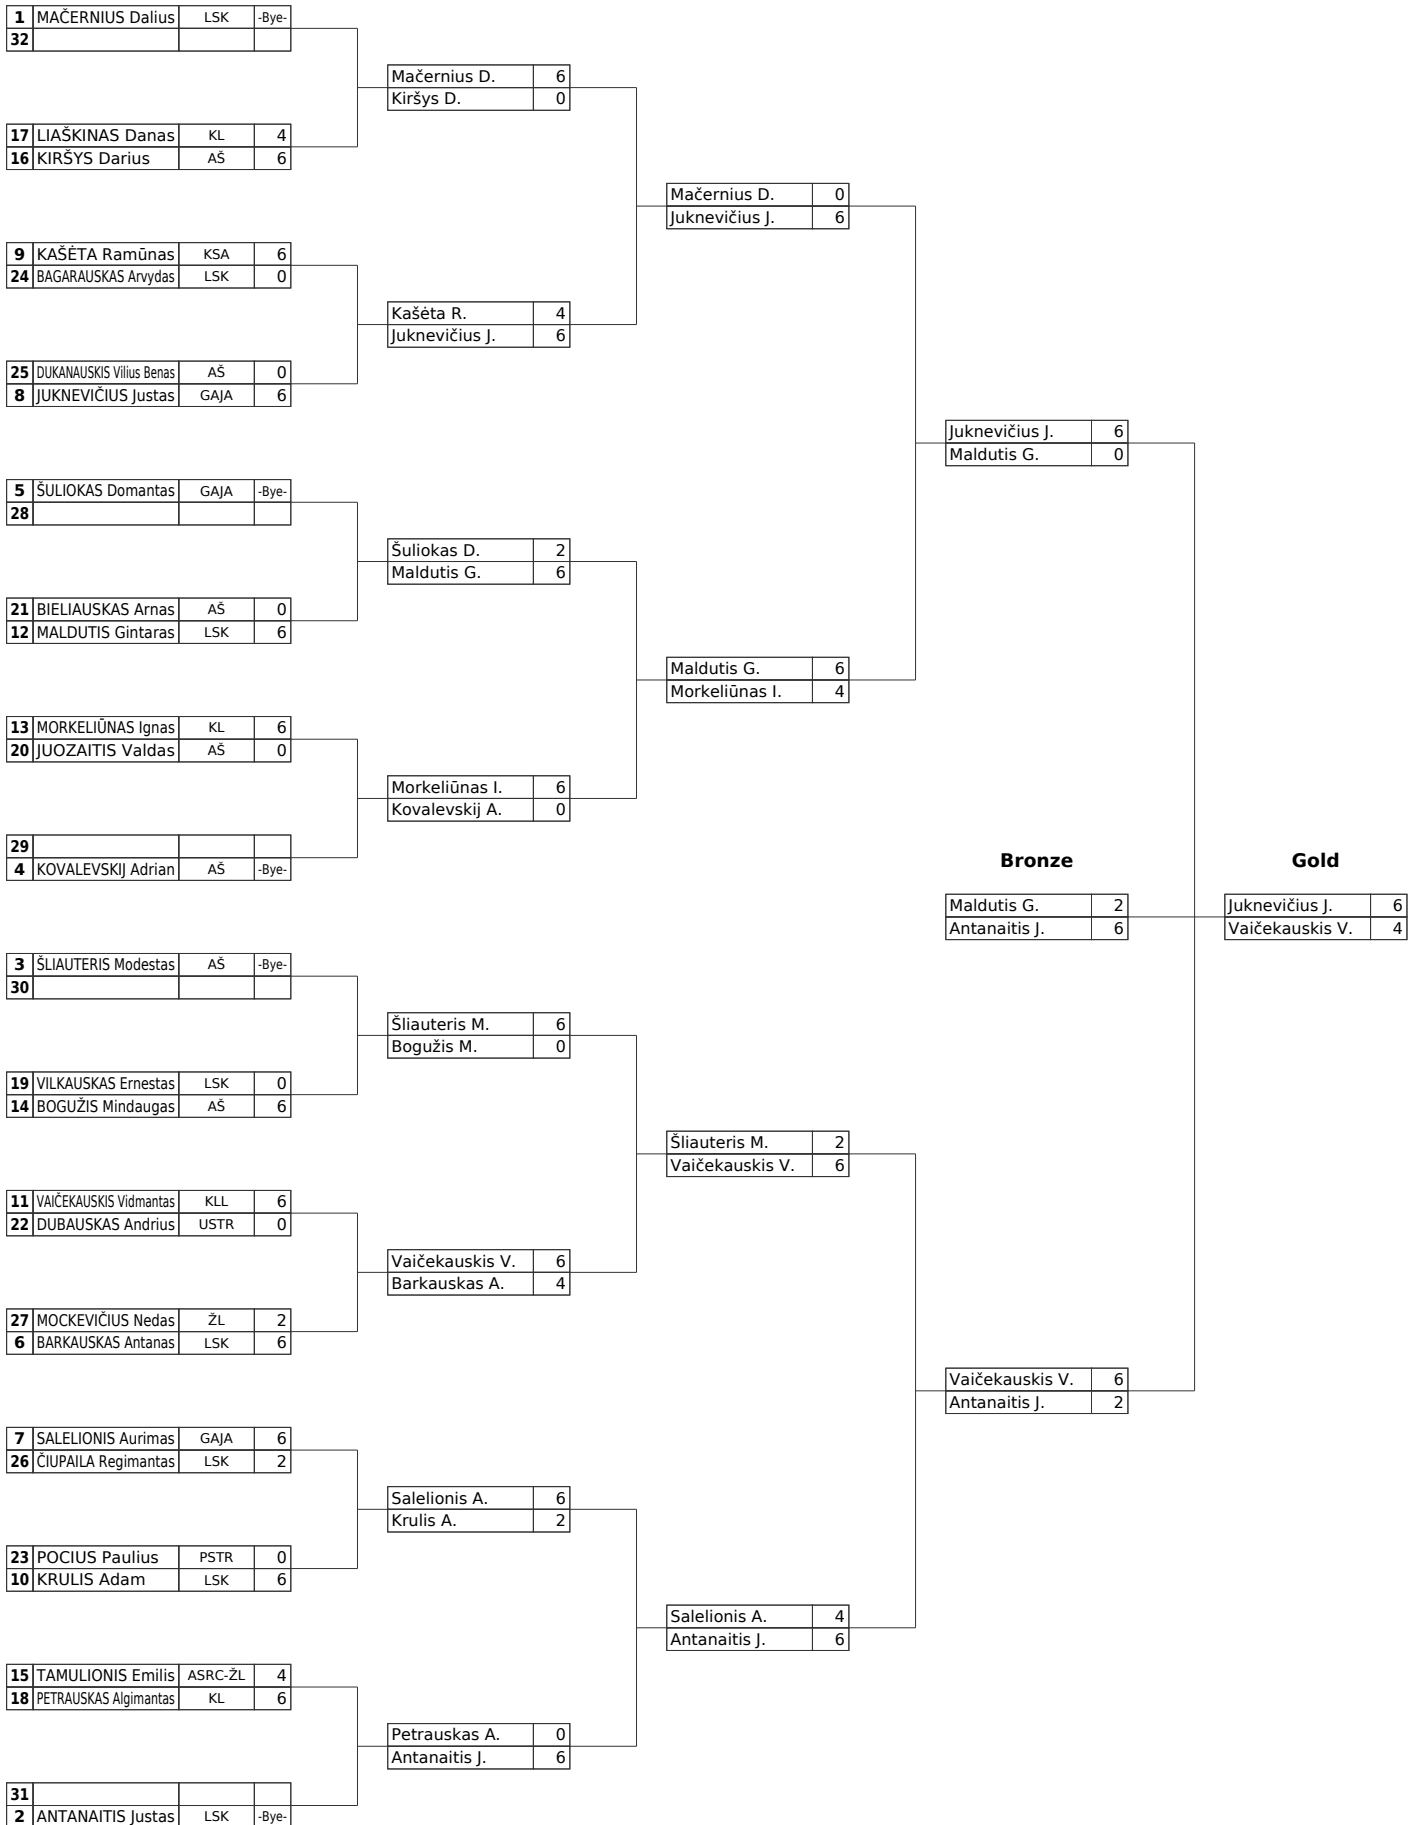 1 MAČERNIUS Dalius LSK -Bye-
32
Mačernius D. 6
Kiršys D. 0
17 LIAŠKINAS Danas KL 4
16 KIRŠYS Darius AŠ 6
Mačernius D. 0
Juknevičius J. 6
9 KAŠĖTA Ramūnas KSA 6
24 BAGARAUSKAS Arvydas LSK 0
Kašėta R. 4
Juknevičius J. 6
25 DUKANAUSKIS Vilius Benas AŠ 0
8 JUKNEVIČIUS Justas GAJA 6
Juknevičius J. 6
Maldutis G. 0
5 ŠULIOKAS Domantas GAJA -Bye-
28
Šuliokas D. 2
Maldutis G. 6
21 BIELIAUSKAS Arnas AŠ 0
12 MALDUTIS Gintaras LSK 6
Maldutis G. 6
Morkeliūnas I. 4
13 MORKELIŪNAS Ignas KL 6
20 JUOZAITIS Valdas AŠ 0
Morkeliūnas I. 6
Kovalevskij A. 0
29
4 KOVALEVSKIJ Adrian AŠ -Bye-
Bronze Gold
Maldutis G. 2 Juknevičius J. 6
Antanaitis J. 6 Vaičekauskis V. 4
3 ŠLIAUTERIS Modestas AŠ -Bye-
30
Šliauteris M. 6
Bogužis M. 0
19 VILKAUSKAS Ernestas LSK 0
14 BOGUŽIS Mindaugas AŠ 6
Šliauteris M. 2
Vaičekauskis V. 6
11 VAIČEKAUSKIS Vidmantas KLL 6
22 DUBAUSKAS Andrius USTR 0
Vaičekauskis V. 6
Barkauskas A. 4
27 MOCKEVIČIUS Nedas ŽL 2
6 BARKAUSKAS Antanas LSK 6
Vaičekauskis V. 6
Antanaitis J. 2
7 SALELIONIS Aurimas GAJA 6
26 ČIUPAILA Regimantas LSK 2
Salelionis A. 6
Krulis A. 2
23 POCIUS Paulius PSTR 0
10 KRULIS Adam LSK 6
Salelionis A. 4
Antanaitis J. 6
15 TAMULIONIS Emilis ASRC-ŽL 4
18 PETRAUSKAS Algimantas KL 6
Petrauskas A. 0
Antanaitis J. 6
31
2 ANTANAITIS Justas LSK -Bye-